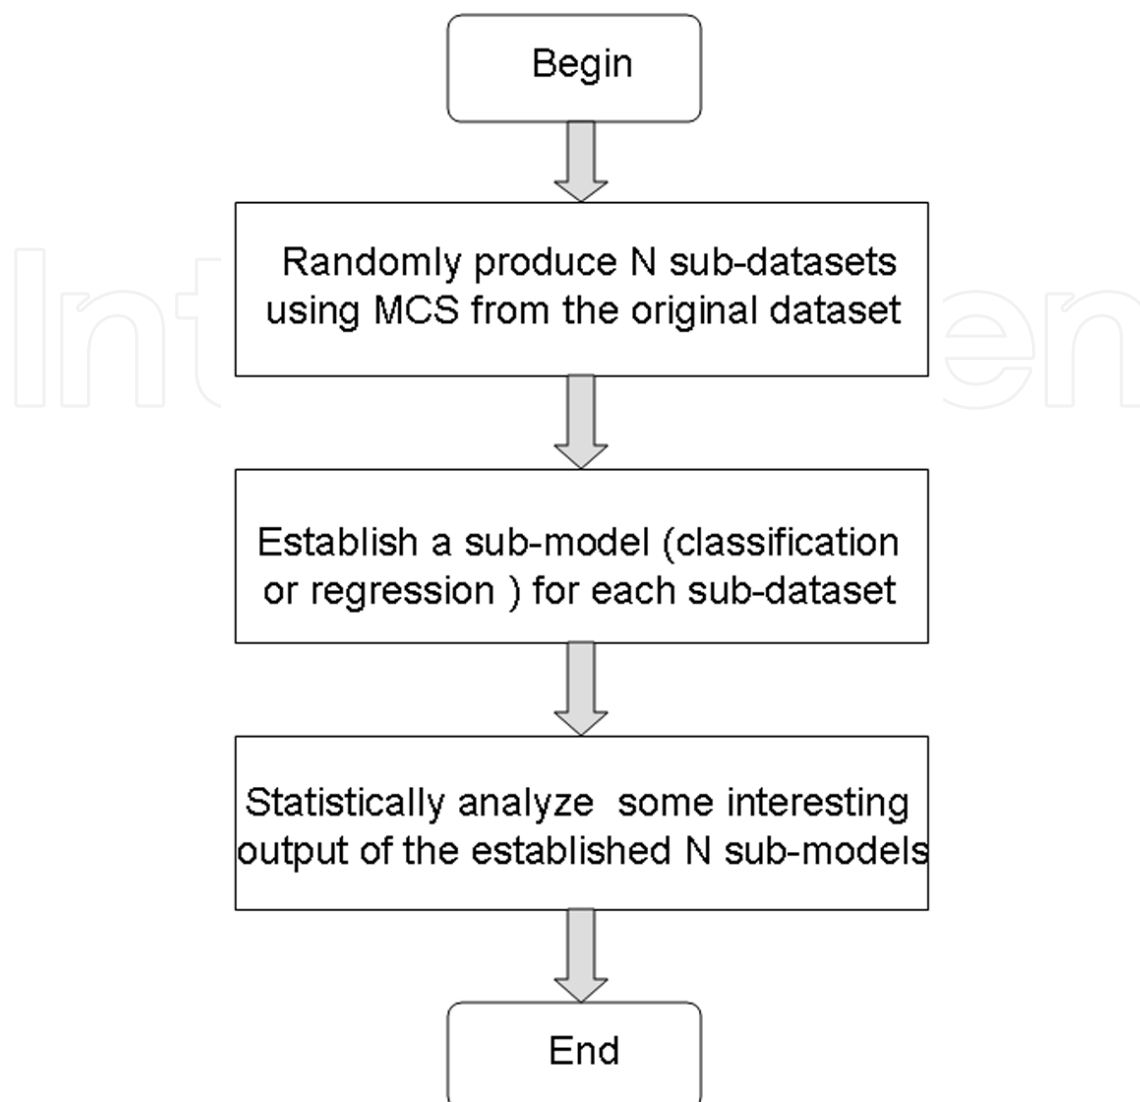 Begin
Randomly produce N sub-datasets
using MCS from the original dataset
Establish a sub-model (classification
or regression ) for each sub-dataset
Statistically analyze some interesting
output of the established N sub-models
End